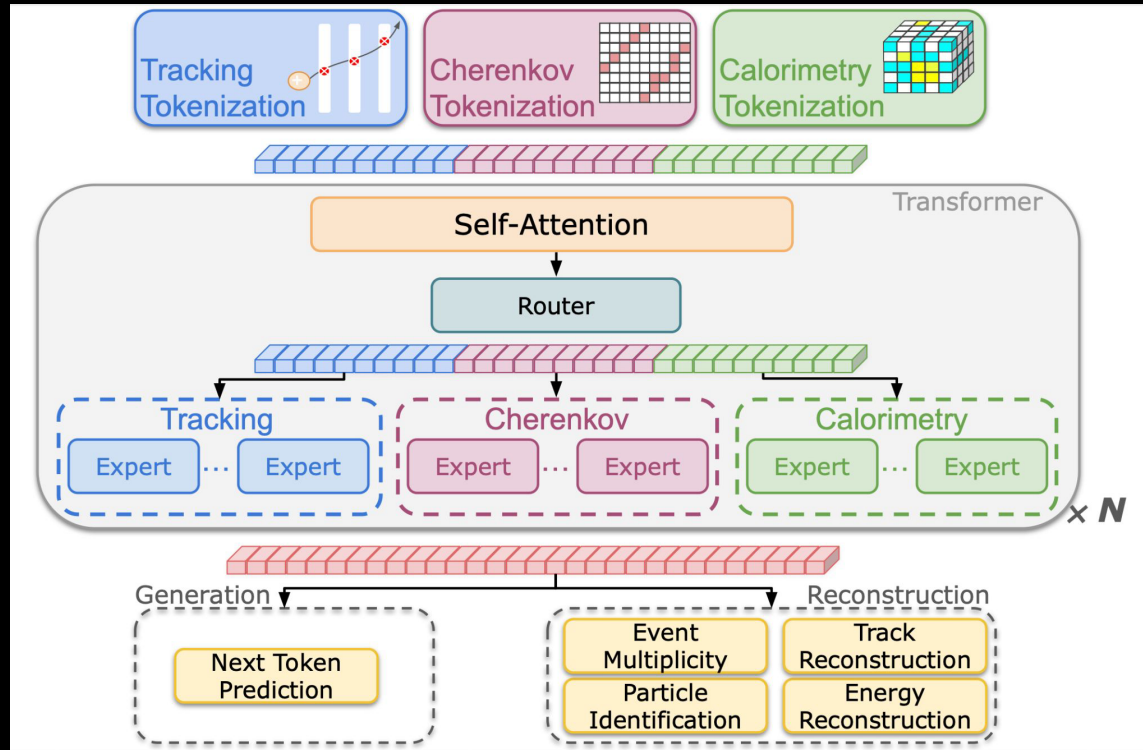 Tracking
Tokenization
Cherenkov
Tokenization
Calorimetry
Tokenization
Transformer
Self-Attention
Router
Tracking
Expert ... Expert
Cherenkov
Expert ... Expert
Calorimetry
Expert ... Expert
× N
Generation
Next Token
Prediction
Reconstruction
Event
Multiplicity
Track
Reconstruction
Particle
Identification
Energy
Reconstruction